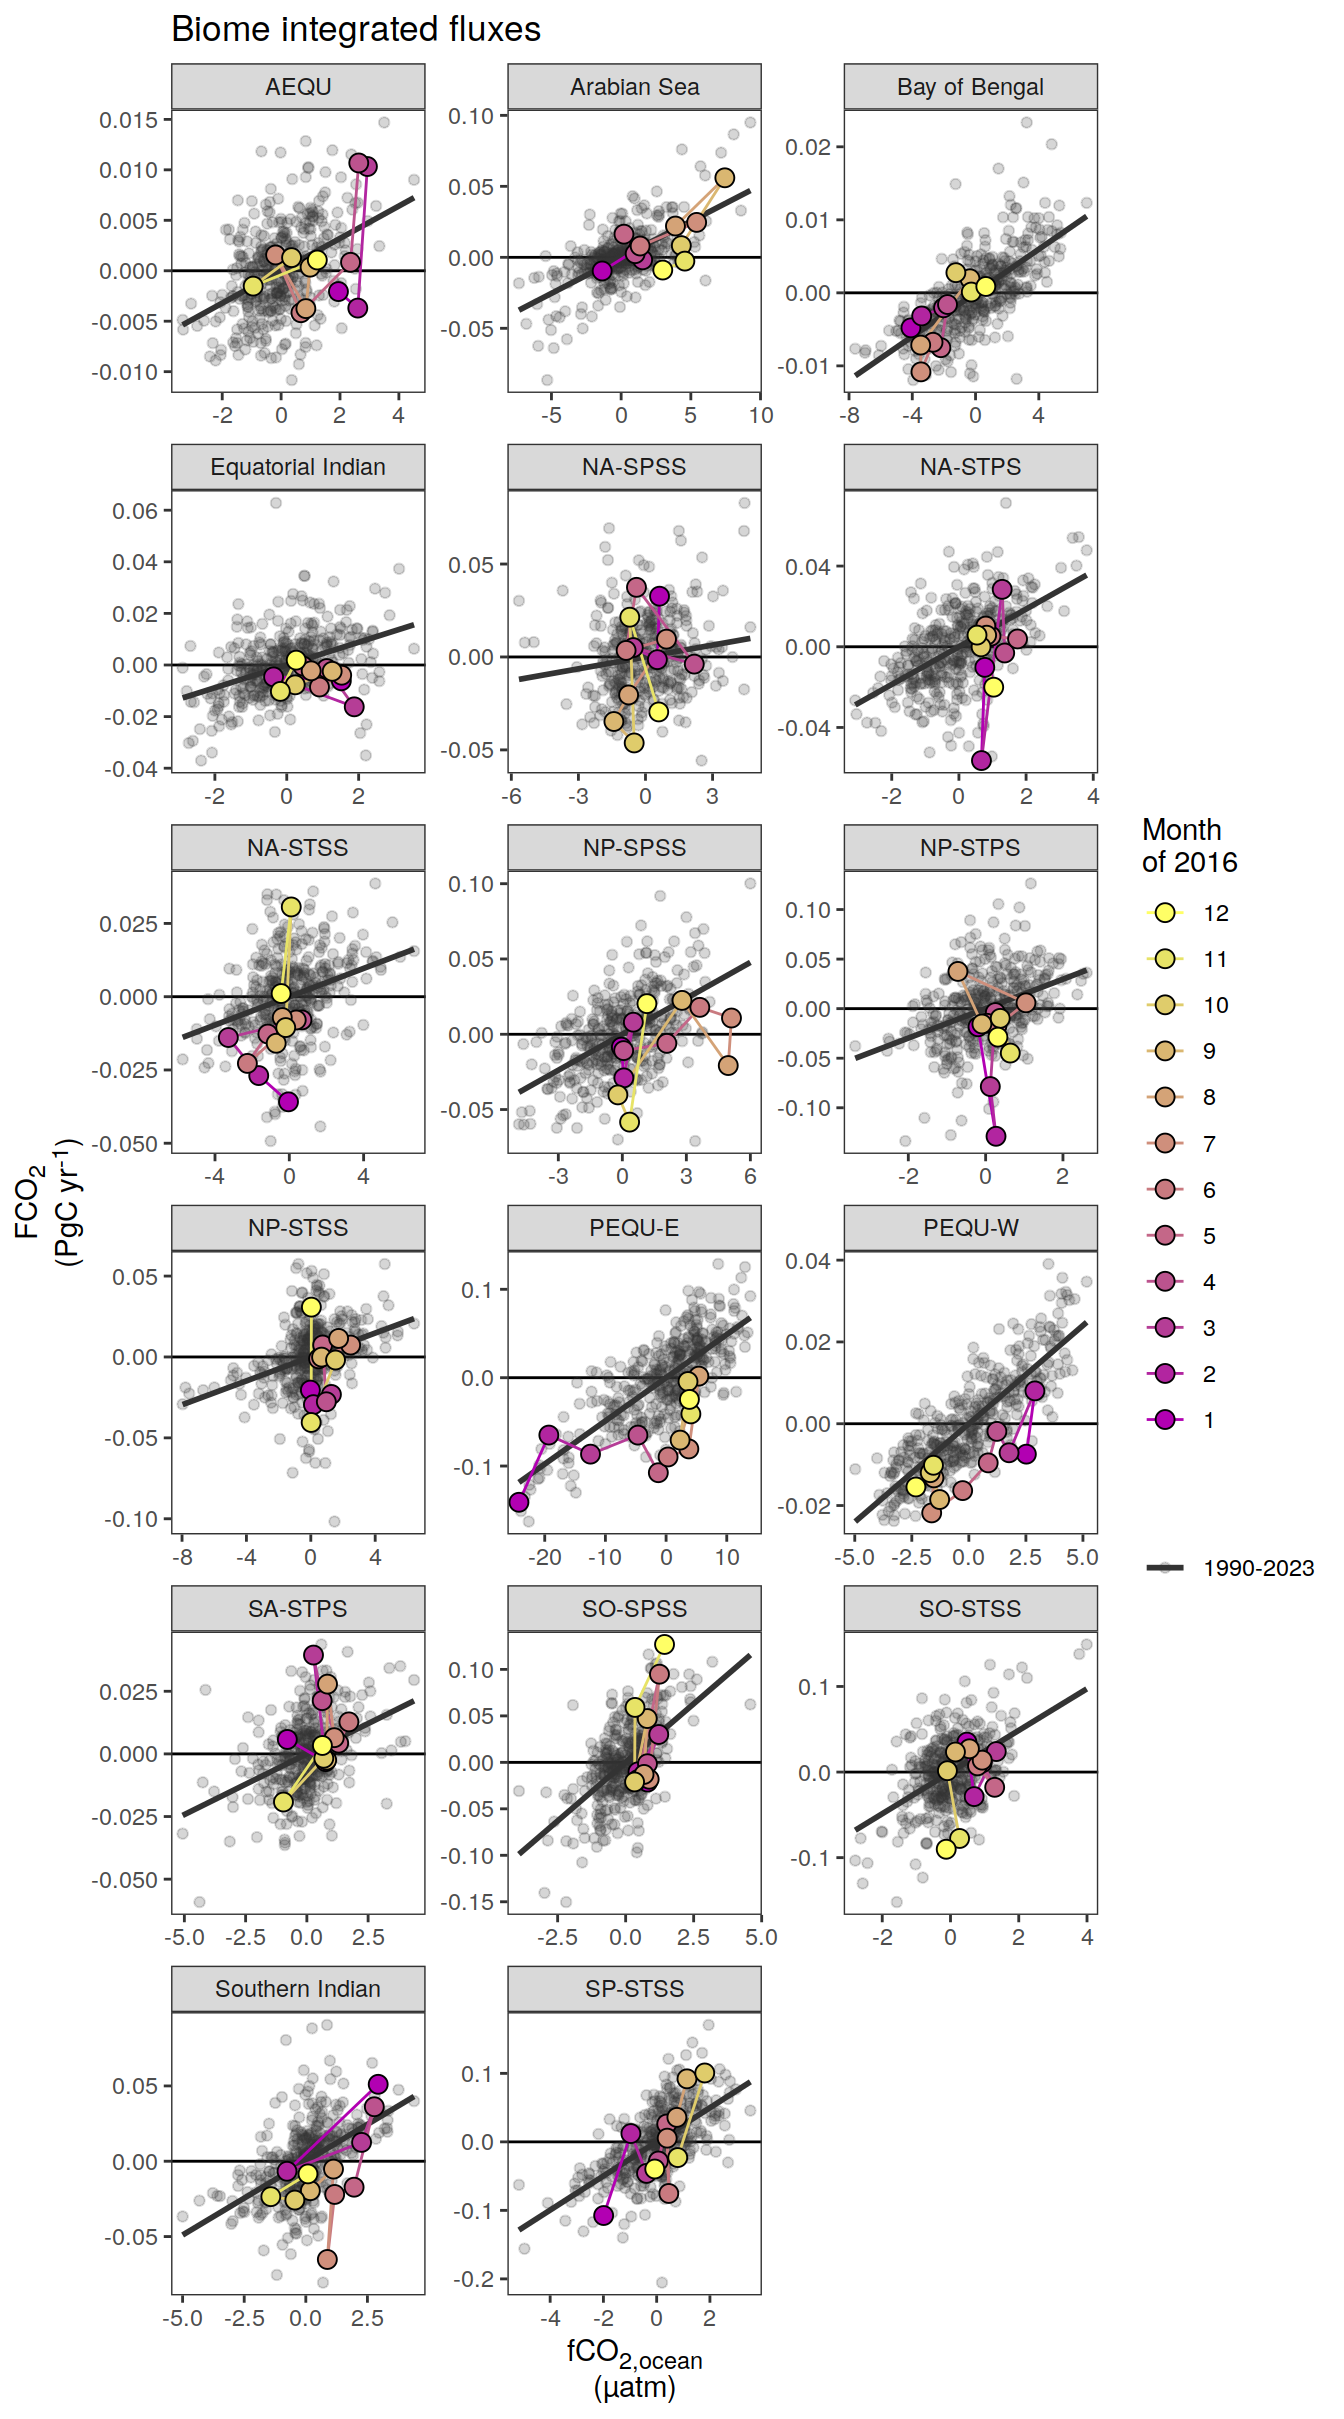 Biome integrated fluxes
AEQU Arabian Sea Bay of Bengal
0.015
0.010
0.005
0.000
-0.005
-0.010
-2 0 2 4
0.10
0.05
0.00
-0.05
-5 0 5 10
0.02
0.01
0.00
-0.01
-8 -4 0 4
Equatorial Indian NA-SPSS NA-STPS
0.06
0.04
0.02
0.00
-0.02
-0.04
-2 0 2
0.05
0.00
-0.05
-6 -3 0 3
0.04
0.00
-0.04
-2 0 2 4
NA-STSS NP-SPSS NP-STPS
0.025
0.000
-0.025
-0.050
-4 0 4
0.10
0.05
0.00
-0.05
-3 0 3 6
0.10
0.05
0.00
-0.05
-0.10
-2 0 2
NP-STSS PEQU-E PEQU-W
0.05
0.00
-0.05
-0.10
-8 -4 0 4
0.1
0.0
-0.1
-20 -10 0 10
0.04
0.02
0.00
-0.02
-5.0 -2.5 0.0 2.5 5.0
SA-STPS SO-SPSS SO-STSS
0.025
0.000
-0.025
-0.050
-5.0 -2.5 0.0 2.5
0.10
0.05
0.00
-0.05
-0.10
-0.15
-2.5 0.0 2.5 5.0
0.1
0.0
-0.1
-2 0 2 4
Southern Indian SP-STSS
0.05
0.00
-0.05
-5.0 -2.5 0.0 2.5
0.1
0.0
-0.1
-0.2
-4 -2 0 2
FCO2
(PgC yr-1)
fCO2,ocean
(µatm)
Month
of 2016
12
11
10
9
8
7
6
5
4
3
2
1
1990-2023